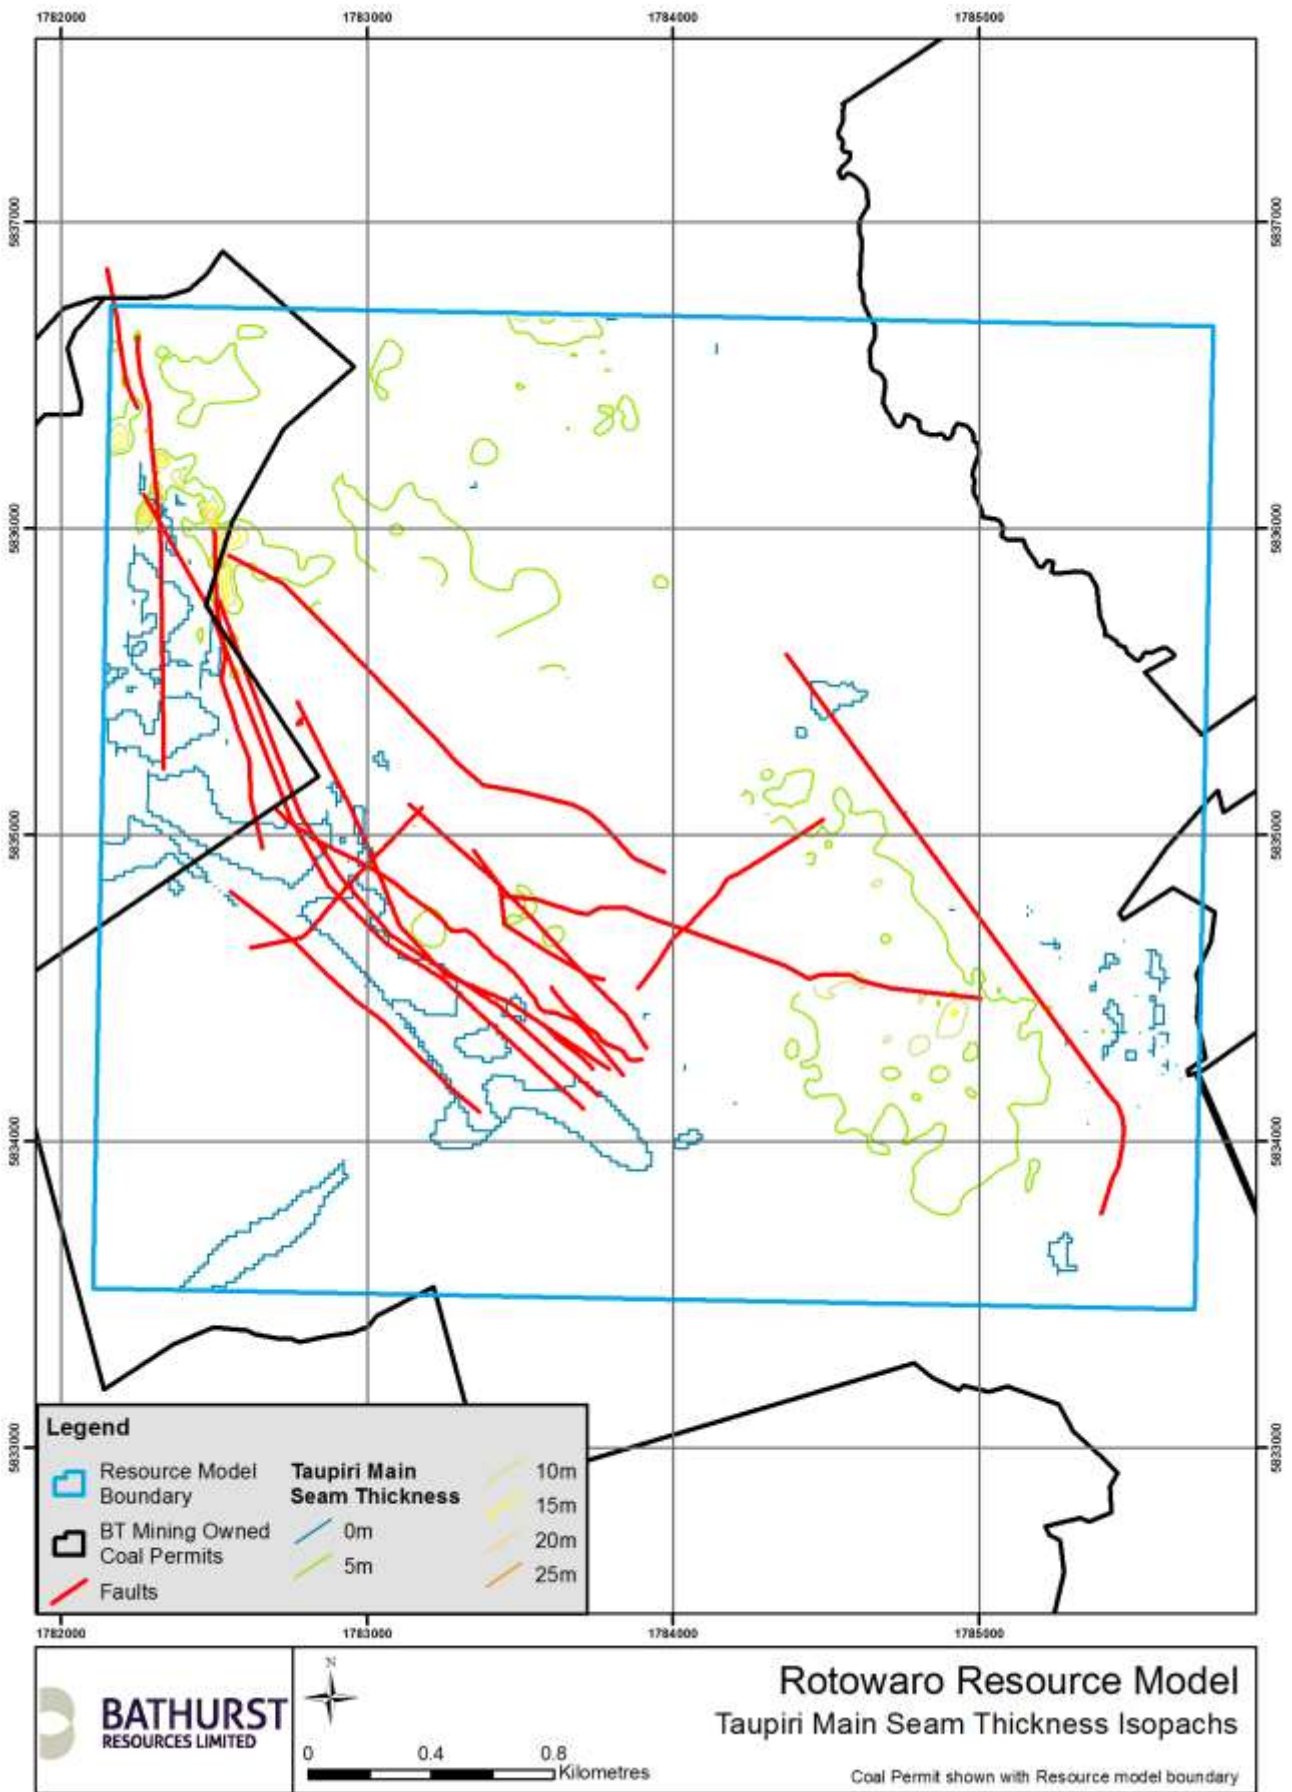 1782000 1783000 1784000 1785000
5837000 5837000
5836000 5836000
5835000 5835000
5834000 5834000
5833000 5833000
Legend
Resource Model
Boundary
BT Mining Owned
Coal Permits
Faults
Taupiri Main
Seam Thickness
0m
5m
10m
15m
20m
25m
1782000 1783000 1784000 1785000
BATHURST
RESOURCES LIMITED
N
0 0.4 0.8
Kilometres
Rotowaro Resource Model
Taupiri Main Seam Thickness Isopachs
Coal Permit shown with Resource model boundary